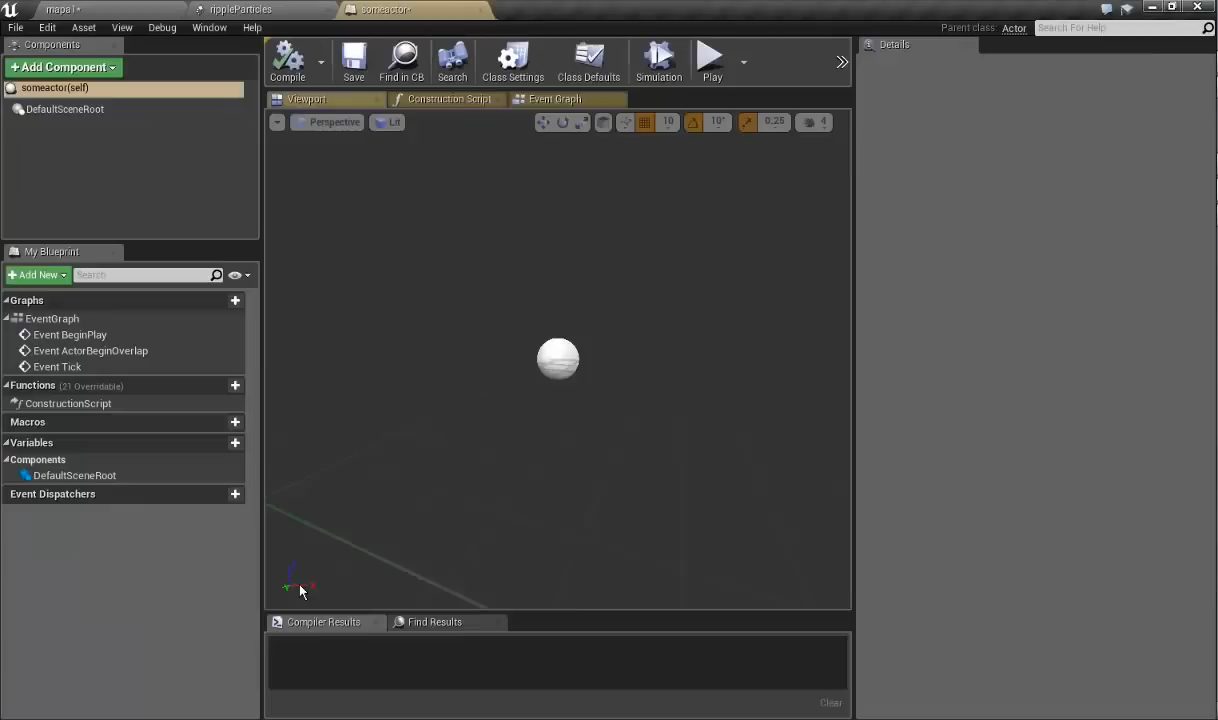 mapa1*
rippleParticles
someactor*
File Edit Asset View Debug Window Help
Parent class: Actor
Search For Help
Components
+Add Component
someactor(self)
DefaultSceneRoot
Compile
Save
Find in CB
Search
Class Settings
Class Defaults
Simulation
Play
Details
Viewport
Construction Script
Event Graph
Perspective
Lit
10
10°
0.25
4
My Blueprint
+Add New
Search
Graphs
EventGraph
Event BeginPlay
Event ActorBeginOverlap
Event Tick
Functions (21 Overridable)
ConstructionScript
Macros
Variables
Components
DefaultSceneRoot
Event Dispatchers
Compiler Results
Find Results
Clear